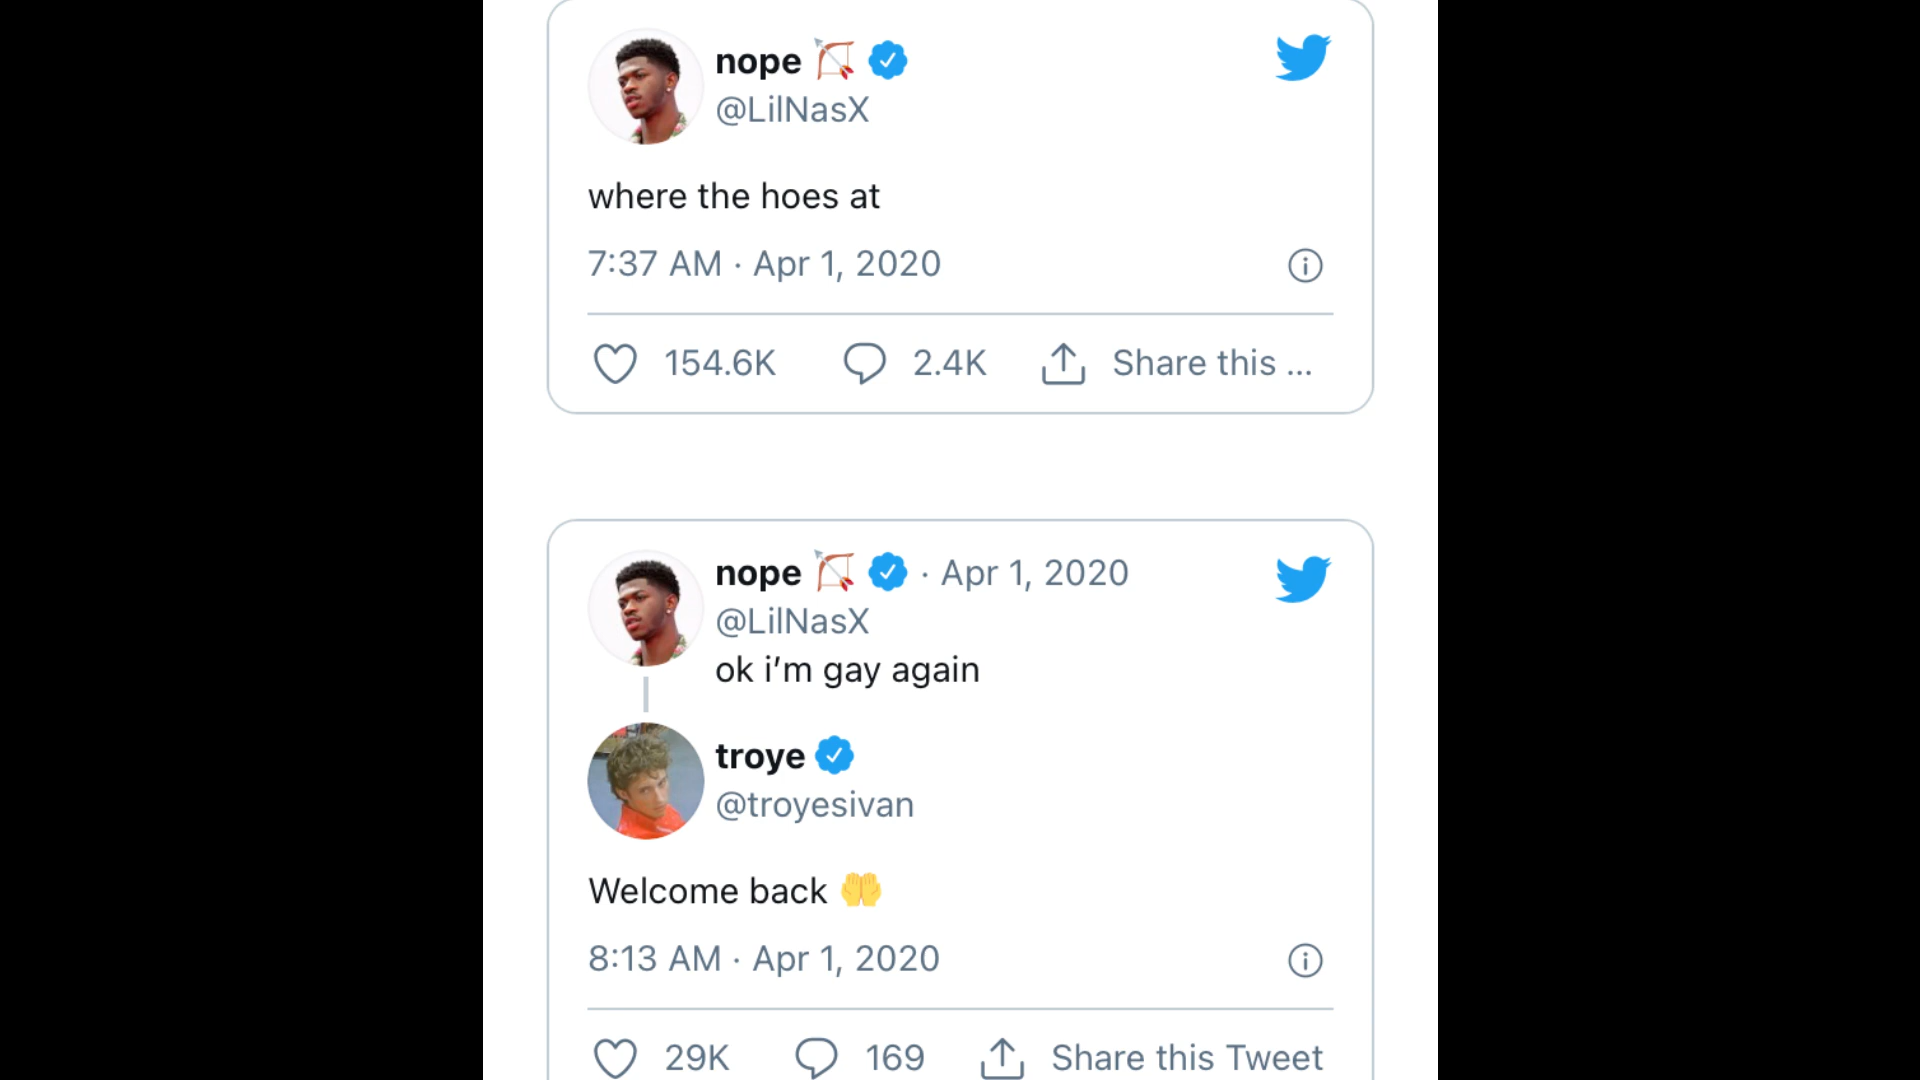 nope 🏹
@LilNasX
where the hoes at
7:37 AM · Apr 1, 2020
154.6K 2.4K Share this ...
nope 🏹 · Apr 1, 2020
@LilNasX
ok i’m gay again
troye
@troyesivan
Welcome back 🤲
8:13 AM · Apr 1, 2020
29K 169 Share this Tweet